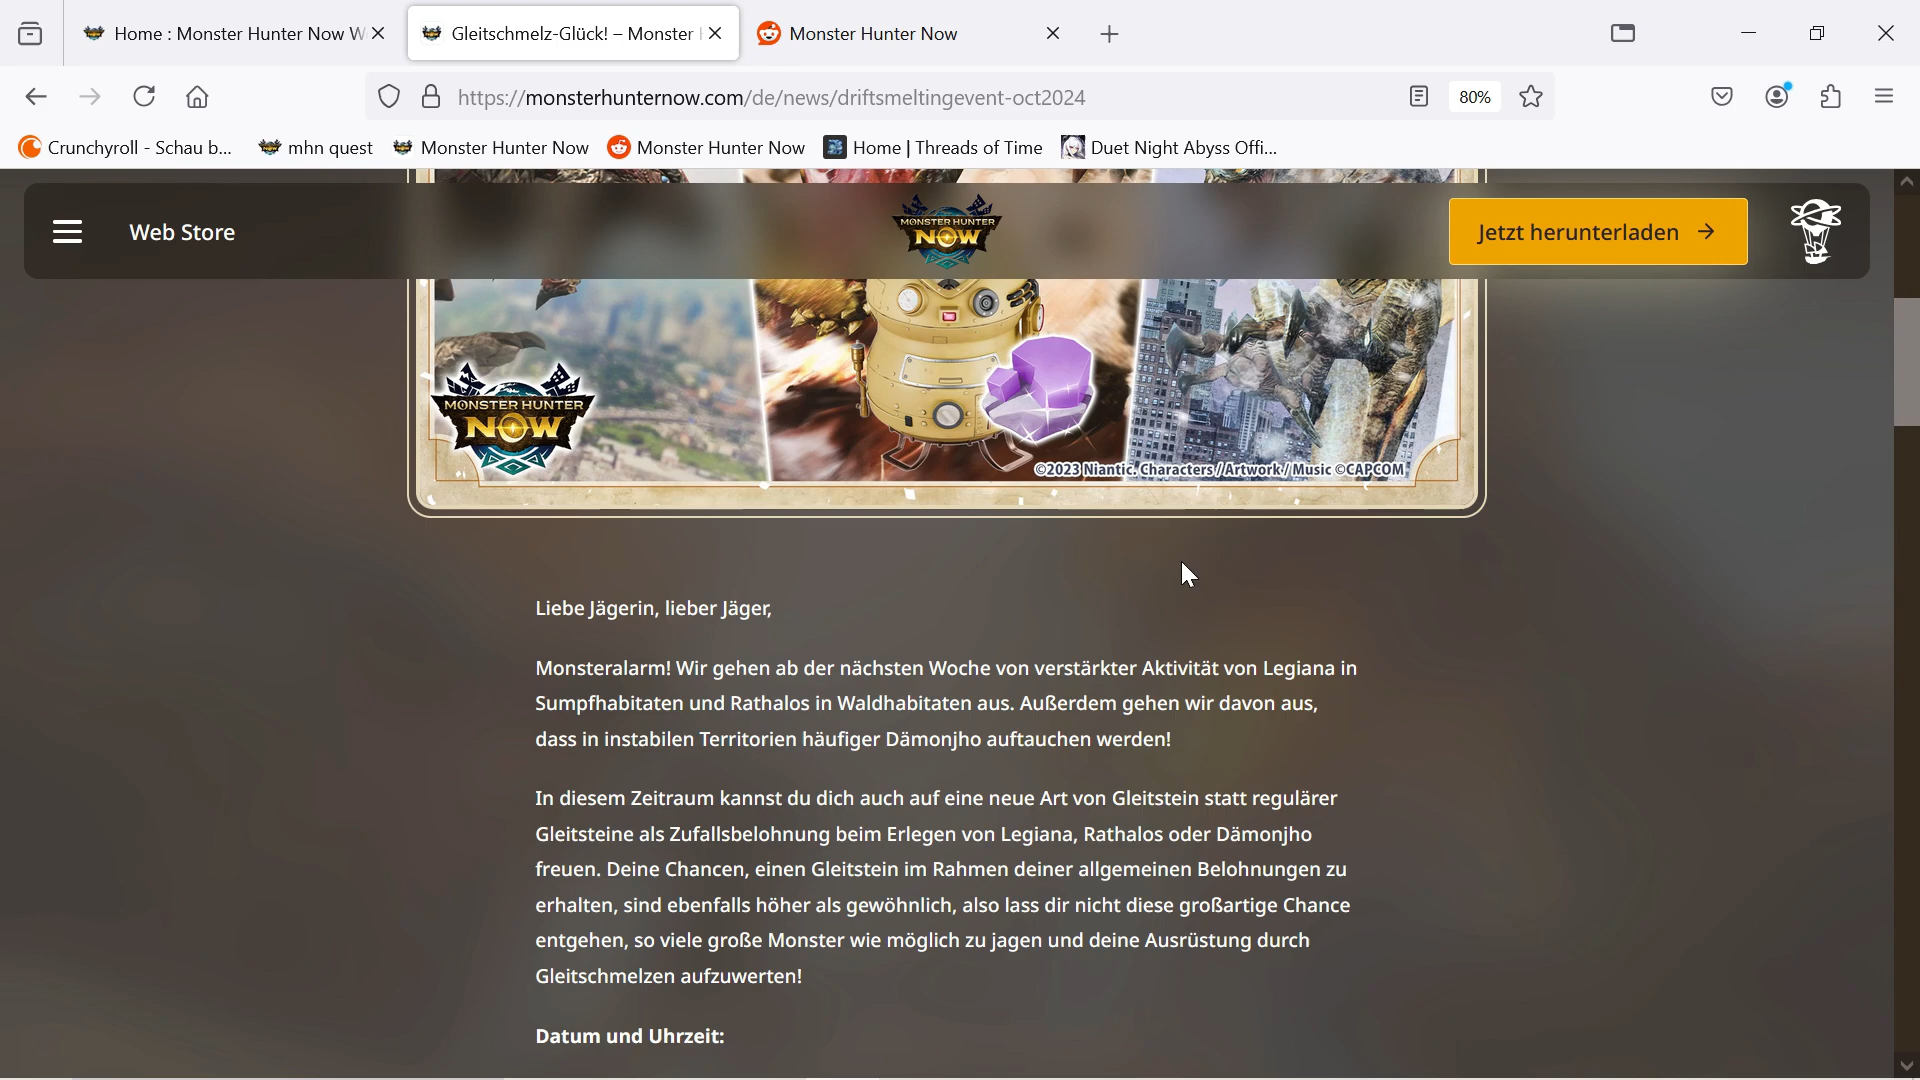 Home : Monster Hunter Now W
Gleitschmelz-Glück! – Monster
Monster Hunter Now
https://monsterhunternow.com/de/news/driftsmeltingevent-oct2024
80%
Crunchyroll - Schau b...
mhn quest
Monster Hunter Now
Monster Hunter Now
Home | Threads of Time
Duet Night Abyss Offi...
Web Store
MONSTER HUNTER
NOW
Jetzt herunterladen
MONSTER HUNTER
NOW
©2023 Niantic. Characters / Artwork / Music ©CAPCOM
Liebe Jägerin, lieber Jäger,
Monsteralarm! Wir gehen ab der nächsten Woche von verstärkter Aktivität von Legiana in
Sumpfhabitaten und Rathalos in Waldhabitaten aus. Außerdem gehen wir davon aus,
dass in instabilen Territorien häufiger Dämonjho auftauchen werden!
In diesem Zeitraum kannst du dich auch auf eine neue Art von Gleitstein statt regulärer
Gleitsteine als Zufallsbelohnung beim Erlegen von Legiana, Rathalos oder Dämonjho
freuen. Deine Chancen, einen Gleitstein im Rahmen deiner allgemeinen Belohnungen zu
erhalten, sind ebenfalls höher als gewöhnlich, also lass dir nicht diese großartige Chance
entgehen, so viele große Monster wie möglich zu jagen und deine Ausrüstung durch
Gleitschmelzen aufzuwerten!
Datum und Uhrzeit: